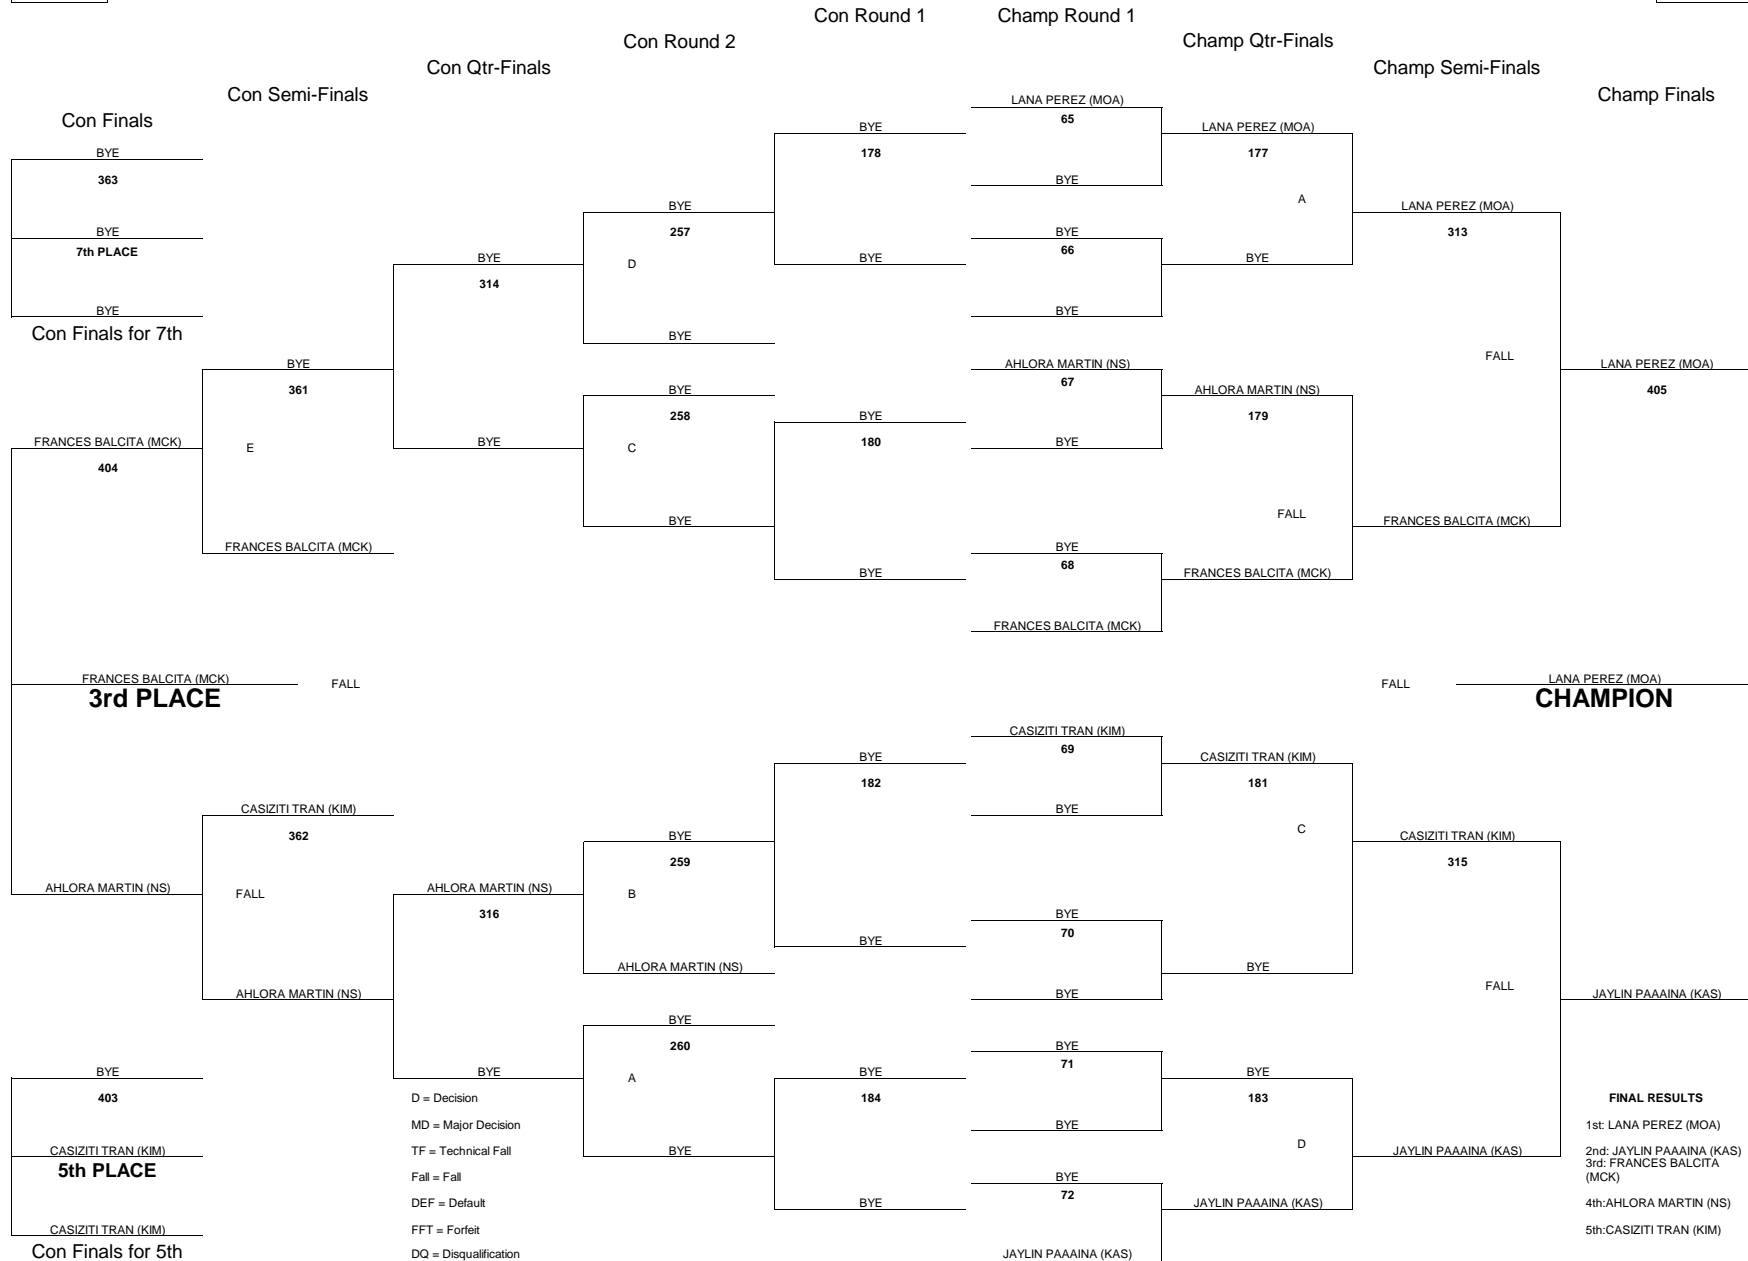 Con Round 1
Champ Round 1
Con Round 2
Champ Qtr-Finals
Con Qtr-Finals
Champ Semi-Finals
Con Semi-Finals
Champ Finals
Con Finals
BYE
363
BYE
7th PLACE
BYE
Con Finals for 7th
FRANCES BALCITA (MCK)
404
FRANCES BALCITA (MCK)
3rd PLACE
FALL
AHLORA MARTIN (NS)
BYE
403
CASIZITI TRAN (KIM)
5th PLACE
CASIZITI TRAN (KIM)
Con Finals for 5th
BYE
361
E
FRANCES BALCITA (MCK)
CASIZITI TRAN (KIM)
362
FALL
AHLORA MARTIN (NS)
BYE
314
BYE
AHLORA MARTIN (NS)
316
BYE
D = Decision
MD = Major Decision
TF = Technical Fall
Fall = Fall
DEF = Default
FFT = Forfeit
DQ = Disqualification
BYE
257
D
BYE
BYE
258
C
BYE
BYE
259
B
AHLORA MARTIN (NS)
BYE
260
A
BYE
BYE
178
BYE
BYE
180
BYE
BYE
182
BYE
BYE
184
BYE
LANA PEREZ (MOA)
65
BYE
BYE
66
BYE
AHLORA MARTIN (NS)
67
BYE
BYE
68
FRANCES BALCITA (MCK)
CASIZITI TRAN (KIM)
69
BYE
BYE
70
BYE
BYE
71
BYE
BYE
72
JAYLIN PAAAINA (KAS)
LANA PEREZ (MOA)
177
A
BYE
AHLORA MARTIN (NS)
179
FALL
FRANCES BALCITA (MCK)
CASIZITI TRAN (KIM)
181
C
BYE
BYE
183
D
JAYLIN PAAAINA (KAS)
LANA PEREZ (MOA)
313
FALL
FRANCES BALCITA (MCK)
CASIZITI TRAN (KIM)
315
FALL
JAYLIN PAAAINA (KAS)
LANA PEREZ (MOA)
405
FALL
LANA PEREZ (MOA)
CHAMPION
JAYLIN PAAAINA (KAS)
FINAL RESULTS
1st: LANA PEREZ (MOA)
2nd: JAYLIN PAAAINA (KAS)
3rd: FRANCES BALCITA
(MCK)
4th:AHLORA MARTIN (NS)
5th:CASIZITI TRAN (KIM)